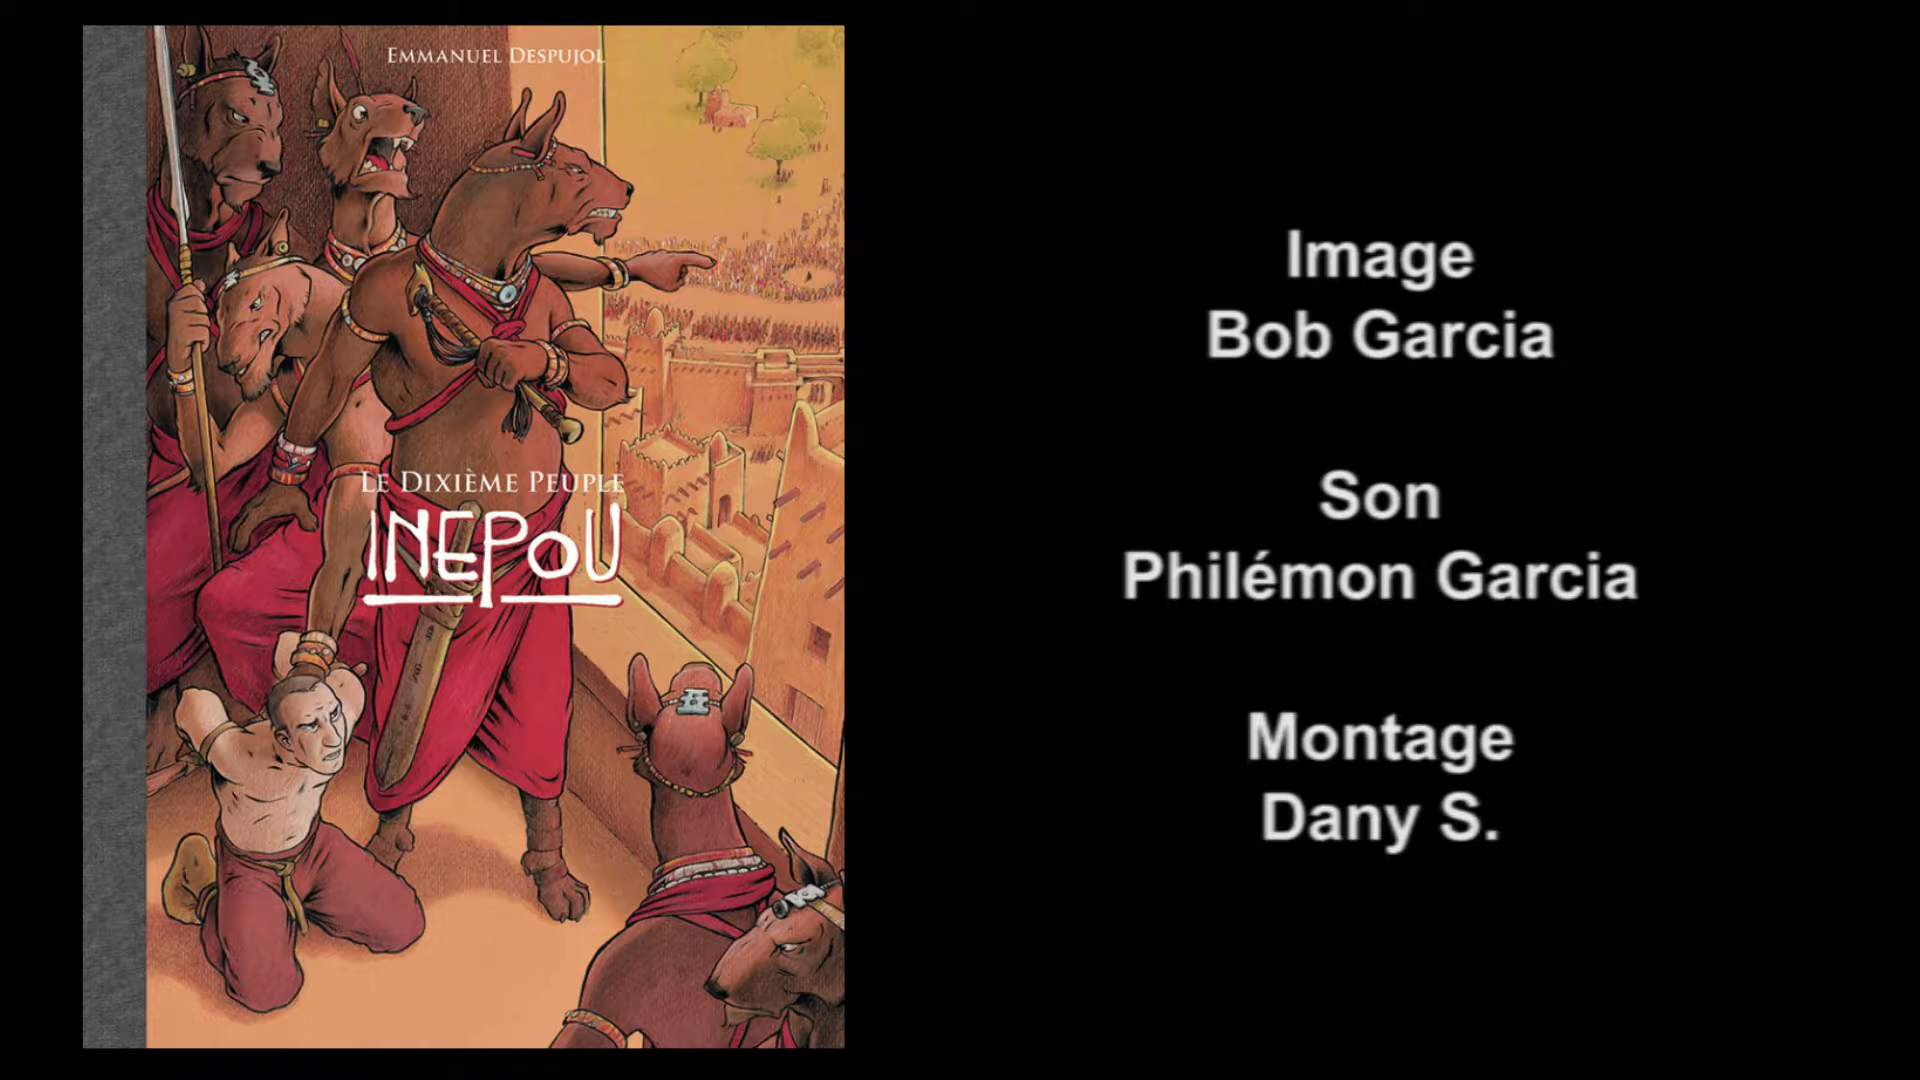 EMMANUEL DESPUJOL
LE DIXIÈME PEUPLE
INEPOU
Image
Bob Garcia
Son
Philémon Garcia
Montage
Dany S.